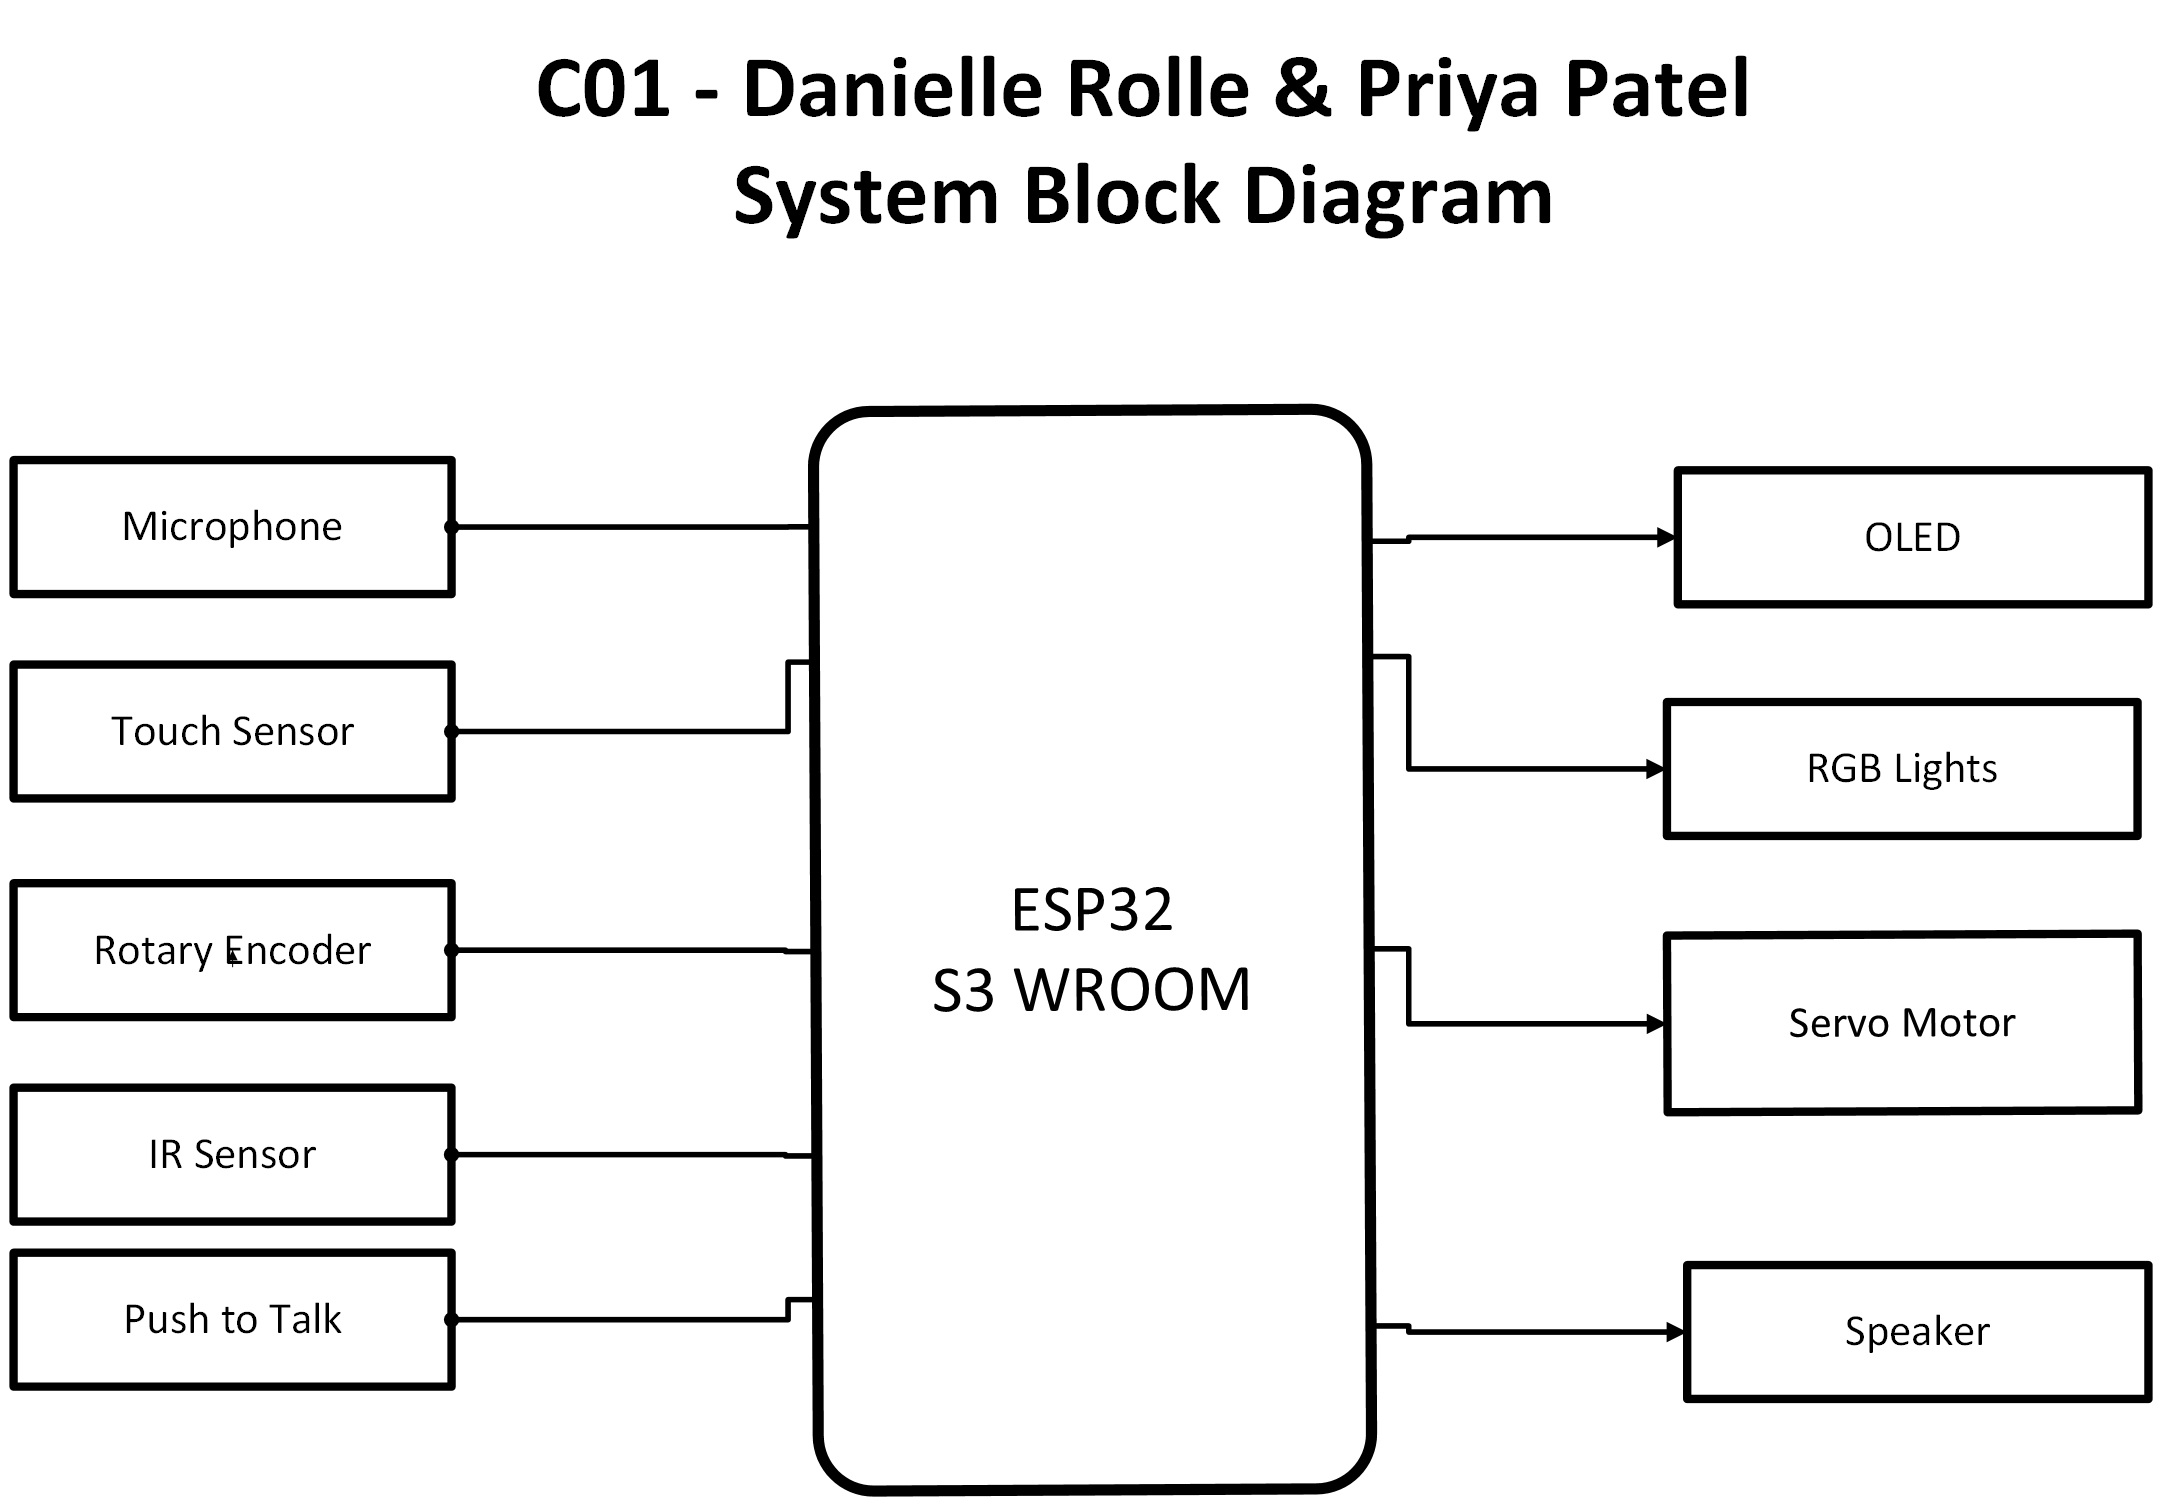 C01 - Danielle Rolle & Priya Patel
System Block Diagram
Microphone
Touch Sensor
Rotary Encoder
IR Sensor
Push to Talk
ESP32
S3 WROOM
OLED
RGB Lights
Servo Motor
Speaker